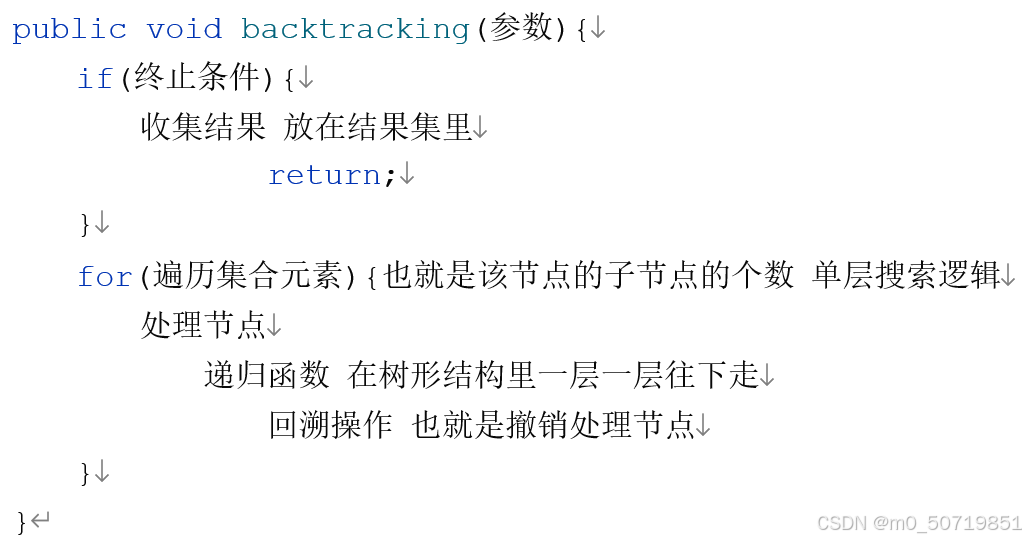 public void backtracking(参数){↓
if(终止条件){↓
收集结果 放在结果集里↓
return;↓
}↓
for(遍历集合元素){也就是该节点的子节点的个数 单层搜索逻辑↓
处理节点↓
递归函数 在树形结构里一层一层往下走↓
回溯操作 也就是撤销处理节点↓
}↓
}↵
CSDN @m0_50719851